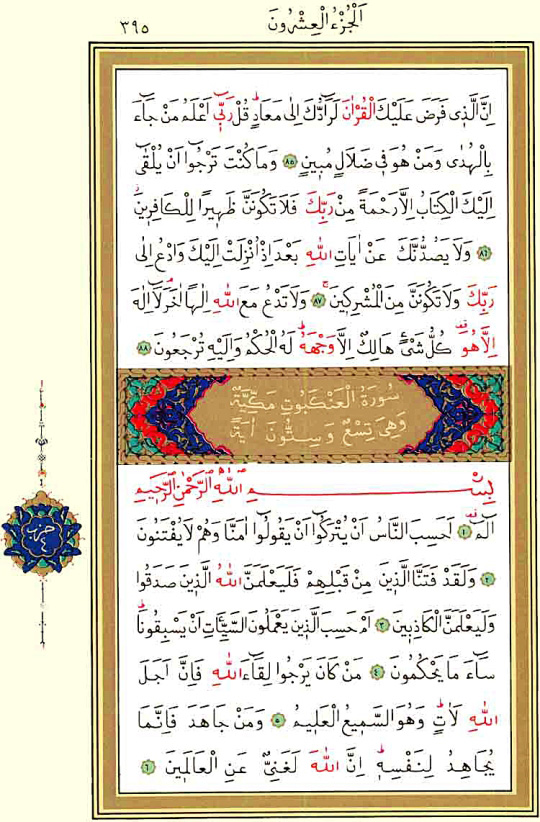 اَلْجُزْءُ الْعِشْرُونَ
٣٩٥
اِنَّ الَّذ۪ى فَرَضَ عَلَيْكَ الْقُرْاٰنَ لَرَٓادُّكَ اِلٰى مَعَادٍۜ قُلْ رَبّ۪ٓى اَعْلَمُ مَنْ جَٓاءَ
بِالْهُدٰى وَمَنْ هُوَ ف۪ى ضَلَالٍ مُب۪ينٍ ﴿٨٥﴾ وَمَا كُنْتَ تَرْجُٓوا اَنْ يُلْقٰٓى
اِلَيْكَ الْكِتَابُ اِلَّا رَحْمَةً مِنْ رَبِّكَ فَلَا تَكُونَنَّ ظَه۪يرًا لِلْكَافِر۪ينَۘ
﴿٨٦﴾ وَلَا يَصُدُّنَّكَ عَنْ اٰيَاتِ اللّٰهِ بَعْدَ اِذْ اُنْزِلَتْ اِلَيْكَ وَادْعُ اِلٰى
رَبِّكَ وَلَا تَكُونَنَّ مِنَ الْمُشْرِك۪ينَۚ ﴿٨٧﴾ وَلَا تَدْعُ مَعَ اللّٰهِ اِلٰهًا اٰخَرَۢ لَٓا اِلٰهَ
اِلَّا هُوَ۠ كُلُّ شَىْءٍ هَالِكٌ اِلَّا وَجْهَهُۜ لَهُ الْحُكْمُ وَاِلَيْهِ تُرْجَعُونَ ﴿٨٨﴾
سُورَةُ الْعَنْكَبُوتِ مَكِّيَّةٌ
وَهِىَ تِسْعٌ وَسِتُّونَ اٰيَةً
بِسْمِ اللّٰهِ الرَّحْمٰنِ الرَّح۪يمِ
الٓمٓ۠ ﴿١﴾ اَحَسِبَ النَّاسُ اَنْ يُتْرَكُٓوا اَنْ يَقُولُٓوا اٰمَنَّا وَهُمْ لَا يُفْتَنُونَ
﴿٢﴾ وَلَقَدْ فَتَنَّا الَّذ۪ينَ مِنْ قَبْلِهِمْ فَلَيَعْلَمَنَّ اللّٰهُ الَّذ۪ينَ صَدَقُوا
وَلَيَعْلَمَنَّ الْكَاذِب۪ينَ ﴿٣﴾ اَمْ حَسِبَ الَّذ۪ينَ يَعْمَلُونَ السَّيِّـَٔاتِ اَنْ يَسْبِقُونَاۜ
سَٓاءَ مَا يَحْكُمُونَ ﴿٤﴾ مَنْ كَانَ يَرْجُوا لِقَٓاءَ اللّٰهِ فَاِنَّ اَجَلَ
اللّٰهِ لَاٰتٍۜ وَهُوَ السَّم۪يعُ الْعَل۪يمُ ﴿٥﴾ وَمَنْ جَاهَدَ فَاِنَّمَا
يُجَاهِدُ لِنَفْسِه۪ۜ اِنَّ اللّٰهَ لَغَنِىٌّ عَنِ الْعَالَم۪ينَ ﴿٦﴾
حزب
٤